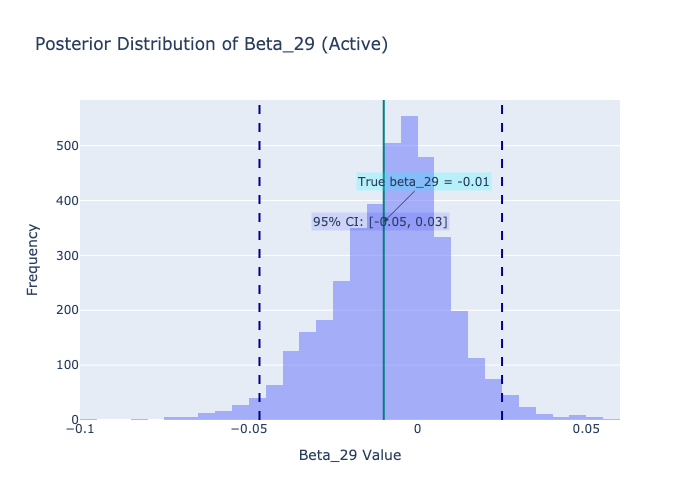 Posterior Distribution of Beta_29 (Active)
500
True beta_29 = -0.01
400
95% CI: [-0.05, 0.03]
300
200
100
0
Frequency
−0.1
−0.05
0
0.05
Beta_29 Value